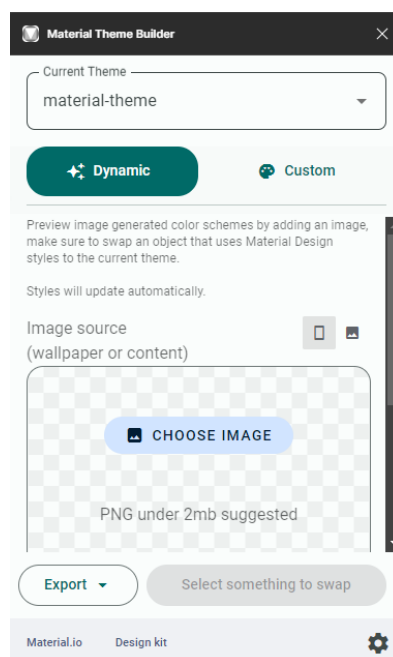 Material Theme Builder
Current Theme
material-theme
Dynamic
Custom
Preview image generated color schemes by adding an image,
make sure to swap an object that uses Material Design
styles to the current theme.
Styles will update automatically.
Image source
(wallpaper or content)
CHOOSE IMAGE
PNG under 2mb suggested
Export
Select something to swap
Material.io
Design kit